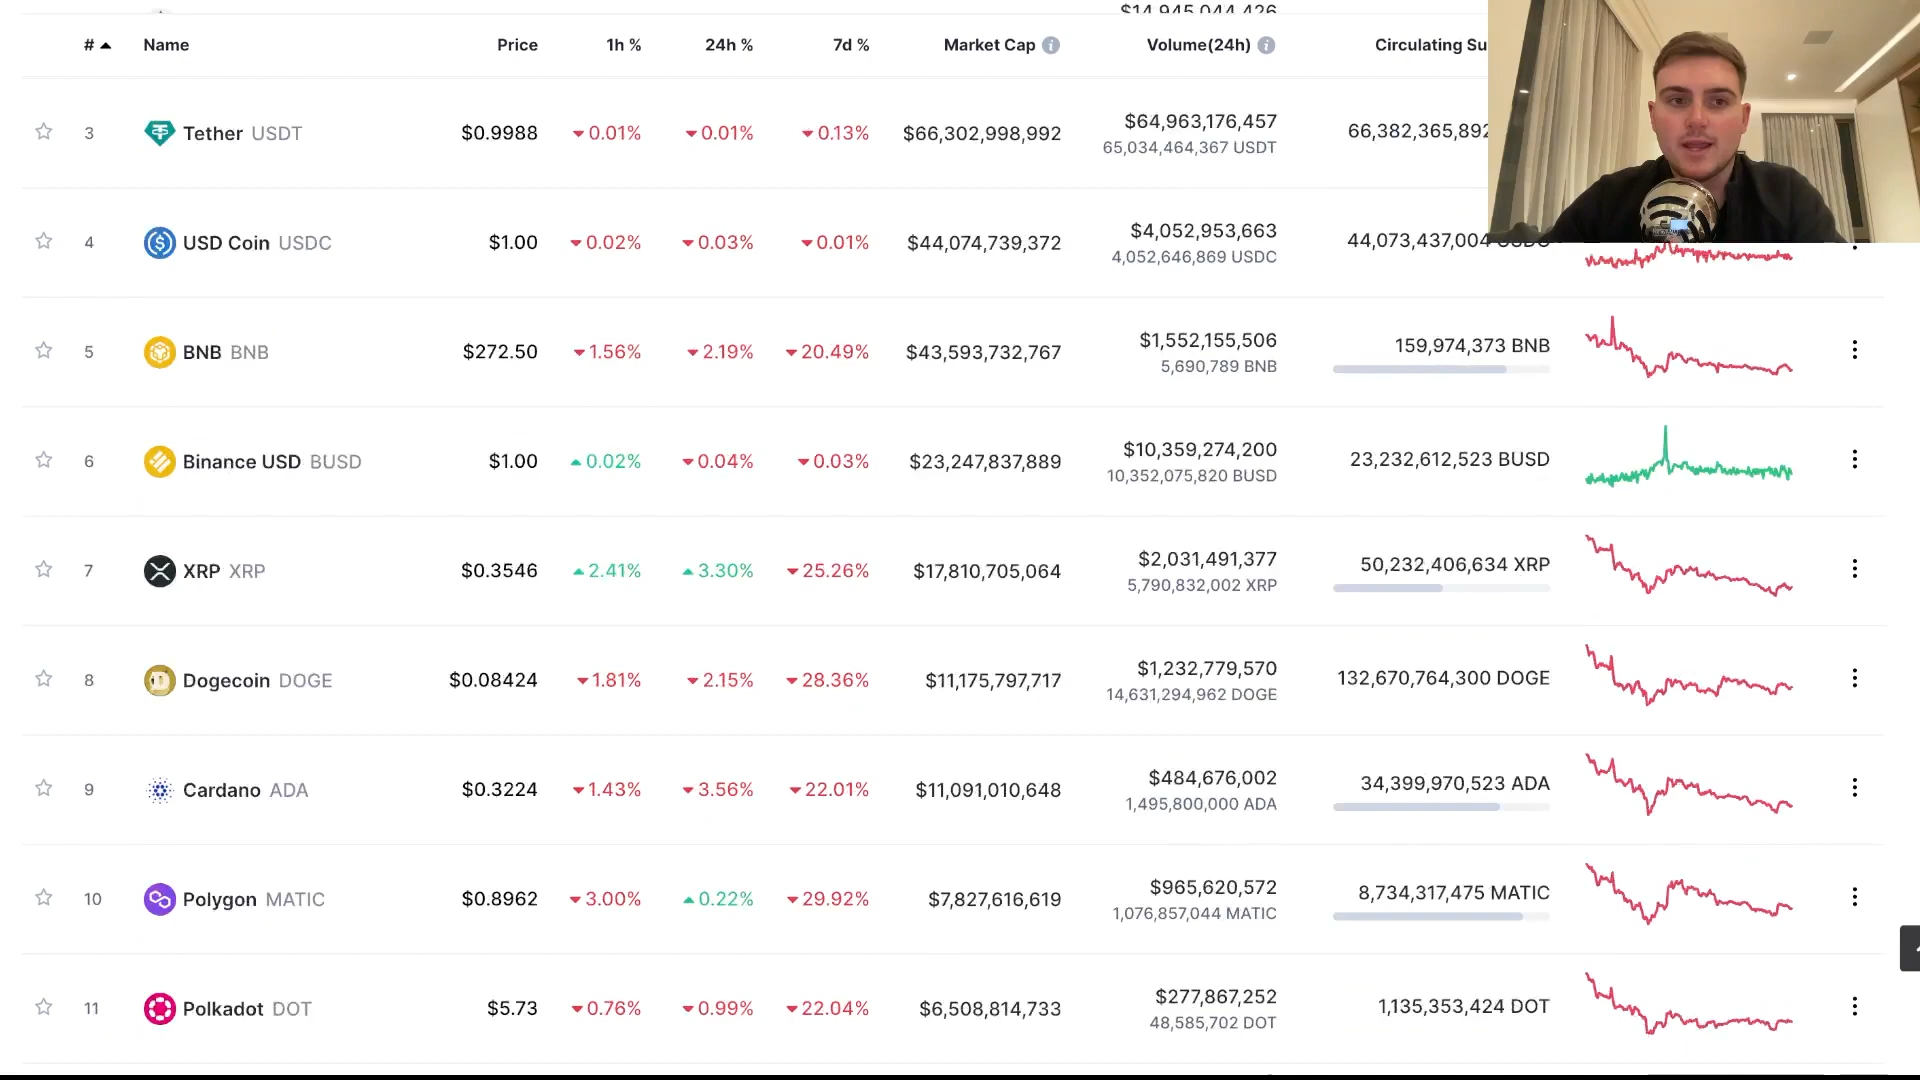 $14,945,044,426
# Name Price 1h % 24h % 7d % Market Cap Volume(24h) Circulating Su
3 Tether USDT $0.9988 0.01% 0.01% 0.13% $66,302,998,992 $64,963,176,457 66,382,365,892
65,034,464,367 USDT
4 USD Coin USDC $1.00 0.02% 0.03% 0.01% $44,074,739,372 $4,052,953,663 44,073,437,004 USDC
4,052,646,869 USDC
5 BNB BNB $272.50 1.56% 2.19% 20.49% $43,593,732,767 $1,552,155,506 159,974,373 BNB
5,690,789 BNB
6 Binance USD BUSD $1.00 0.02% 0.04% 0.03% $23,247,837,889 $10,359,274,200 23,232,612,523 BUSD
10,352,075,820 BUSD
7 XRP XRP $0.3546 2.41% 3.30% 25.26% $17,810,705,064 $2,031,491,377 50,232,406,634 XRP
5,790,832,002 XRP
8 Dogecoin DOGE $0.08424 1.81% 2.15% 28.36% $11,175,797,717 $1,232,779,570 132,670,764,300 DOGE
14,631,294,962 DOGE
9 Cardano ADA $0.3224 1.43% 3.56% 22.01% $11,091,010,648 $484,676,002 34,399,970,523 ADA
1,495,800,000 ADA
10 Polygon MATIC $0.8962 3.00% 0.22% 29.92% $7,827,616,619 $965,620,572 8,734,317,475 MATIC
1,076,857,044 MATIC
11 Polkadot DOT $5.73 0.76% 0.99% 22.04% $6,508,814,733 $277,867,252 1,135,353,424 DOT
48,585,702 DOT